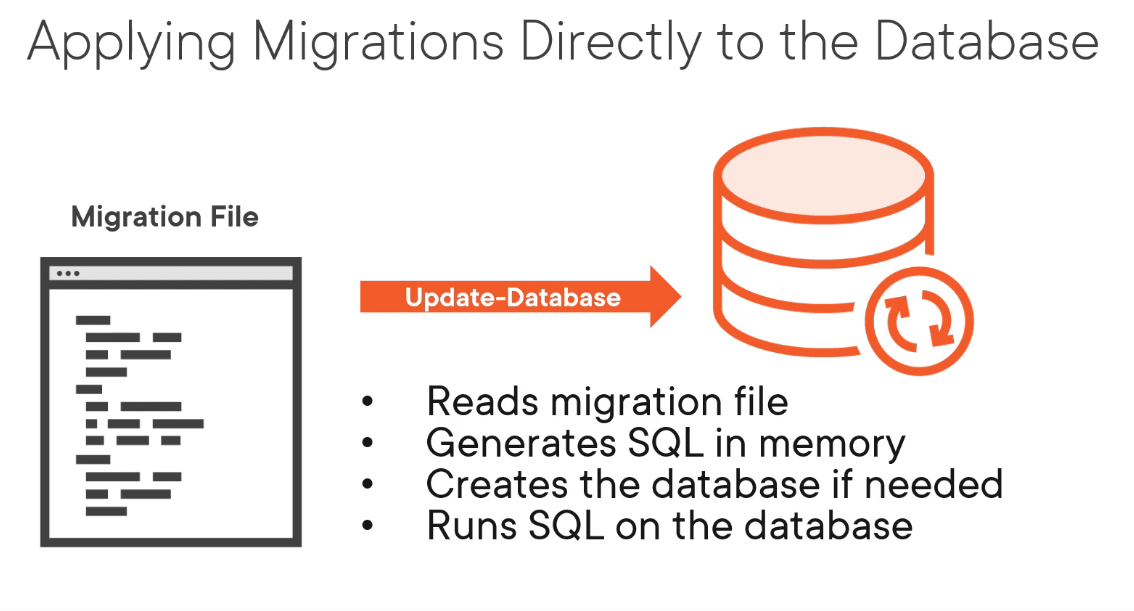 Applying Migrations Directly to the Database
Migration File
Update-Database
• Reads migration file
• Generates SQL in memory
• Creates the database if needed
• Runs SQL on the database